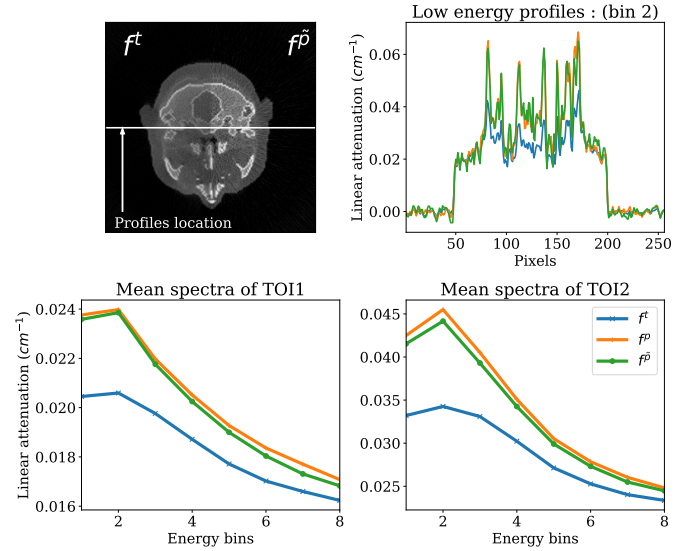 f^t f^p̃
Profiles location
Low energy profiles : (bin 2)
Linear attenuation (cm⁻¹)
0.06
0.04
0.02
0.00
50 100 150 200 250
Pixels
Mean spectra of TOI1
Linear attenuation (cm⁻¹)
0.024
0.022
0.020
0.018
0.016
2 4 6 8
Energy bins
Mean spectra of TOI2
f^t
f^p
f^p̃
0.045
0.040
0.035
0.030
0.025
2 4 6 8
Energy bins